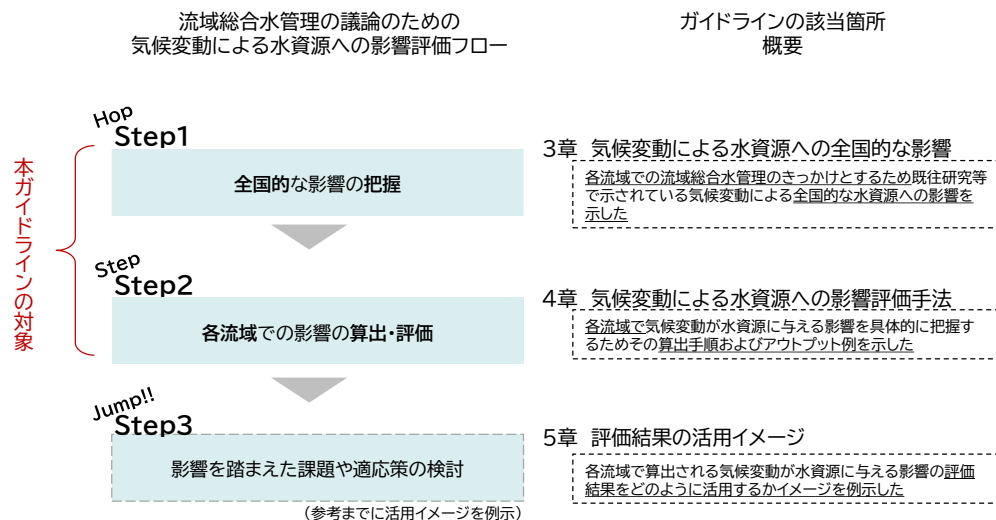 流域総合水管理の議論のための
気候変動による水資源への影響評価フロー
ガイドラインの該当箇所
概要
本ガイドラインの対象
Hop
Step1
全国的な影響の把握
3章 気候変動による水資源への全国的な影響
各流域での流域総合水管理のきっかけとするため既往研究等
で示されている気候変動による全国的な水資源への影響を
示した
Step
Step2
各流域での影響の算出・評価
4章 気候変動による水資源への影響評価手法
各流域で気候変動が水資源に与える影響を具体的に把握す
るためその算出手順およびアウトプット例を示した
Jump!!
Step3
影響を踏まえた課題や適応策の検討
(参考までに活用イメージを例示)
5章 評価結果の活用イメージ
各流域で算出される気候変動が水資源に与える影響の評価
結果をどのように活用するかイメージを例示した